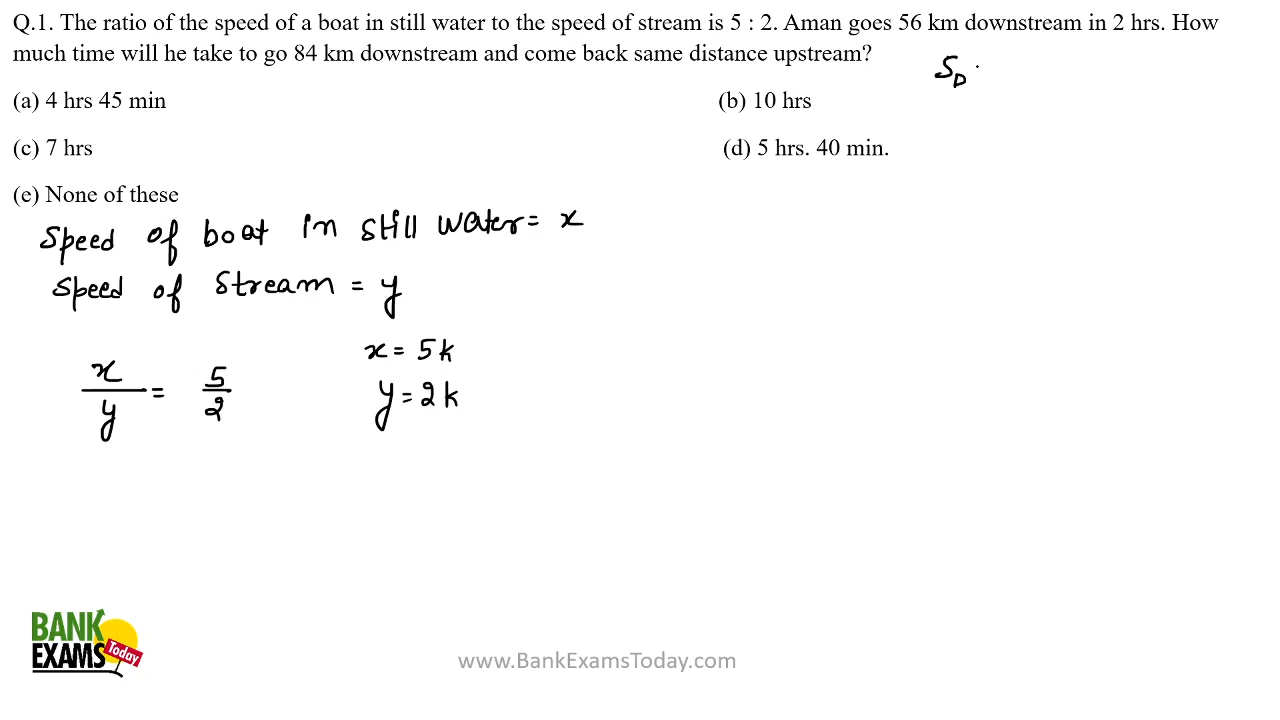 Q.1. The ratio of the speed of a boat in still water to the speed of stream is 5 : 2. Aman goes 56 km downstream in 2 hrs. How
much time will he take to go 84 km downstream and come back same distance upstream?
S_D
(a) 4 hrs 45 min (b) 10 hrs
(c) 7 hrs (d) 5 hrs. 40 min.
(e) None of these
Speed of boat in still water = x
Speed of stream = y
x/y = 5/2
x = 5k
y = 2k
BANK
EXAMS Today
www.BankExamsToday.com